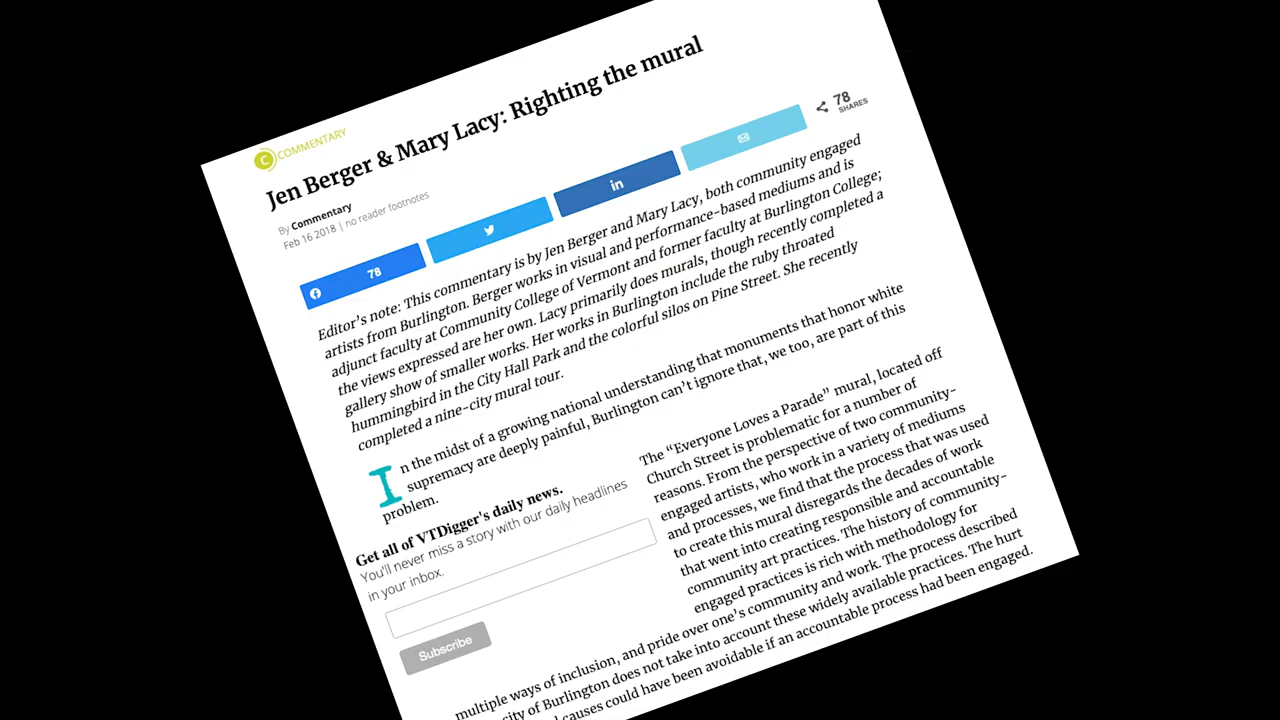 C COMMENTARY
Jen Berger & Mary Lacy: Righting the mural
By Commentary
Feb 16 2018 | no reader footnotes
78
in
78
SHARES
Editor's note: This commentary is by Jen Berger and Mary Lacy, both community engaged
artists from Burlington. Berger works in visual and performance-based mediums and is
adjunct faculty at Community College of Vermont and former faculty at Burlington College;
the views expressed are her own. Lacy primarily does murals, though recently completed a
gallery show of smaller works. Her works in Burlington include the ruby throated
hummingbird in the City Hall Park and the colorful silos on Pine Street. She recently
completed a nine-city mural tour.
In the midst of a growing national understanding that monuments that honor white
supremacy are deeply painful, Burlington can't ignore that, we too, are part of this
problem.
Get all of VTDigger's daily news.
You'll never miss a story with our daily headlines
in your inbox.
Subscribe
The “Everyone Loves a Parade” mural, located off
Church Street is problematic for a number of
reasons. From the perspective of two community-
engaged artists, who work in a variety of mediums
and processes, we find that the process that was used
to create this mural disregards the decades of work
that went into creating responsible and accountable
community art practices. The history of community-
engaged practices is rich with methodology for
multiple ways of inclusion, and pride over one's community and work. The process described
city of Burlington does not take into account these widely available practices. The hurt
causes could have been avoidable if an accountable process had been engaged.